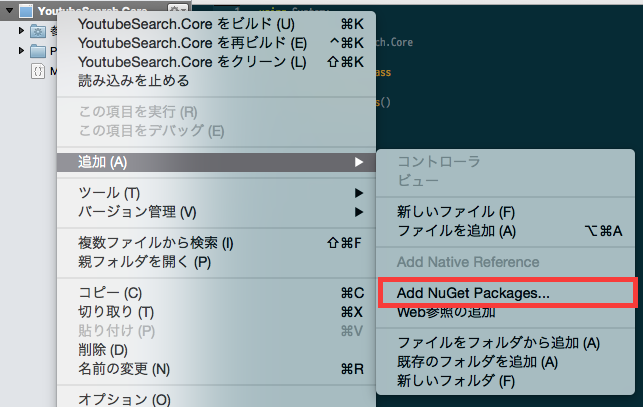 YoutubeSearch.Core
using System;
YoutubeSearch.Core をビルド (U) ⌘K
YoutubeSearch.Core を再ビルド (E) ^⌘K
YoutubeSearch.Core をクリーン (L) ⇧⌘K
読み込みを止める
この項目を実行 (R)
この項目をデバッグ (E)
追加 (A)
ツール (T)
バージョン管理 (V)
複数ファイルから検索 (I) ⇧⌘F
親フォルダを開く (P)
コピー (C) ⌘C
切り取り (T) ⌘X
貼り付け (P) ⌘V
削除 (D)
名前の変更 (N) ⌘R
オプション (O)
コントローラ
ビュー
新しいファイル (F)
ファイルを追加 (A) ⌥⌘A
Add Native Reference
Add NuGet Packages...
Web参照の追加
ファイルをフォルダから追加 (A)
既存のフォルダを追加 (A)
新しいフォルダ (F)